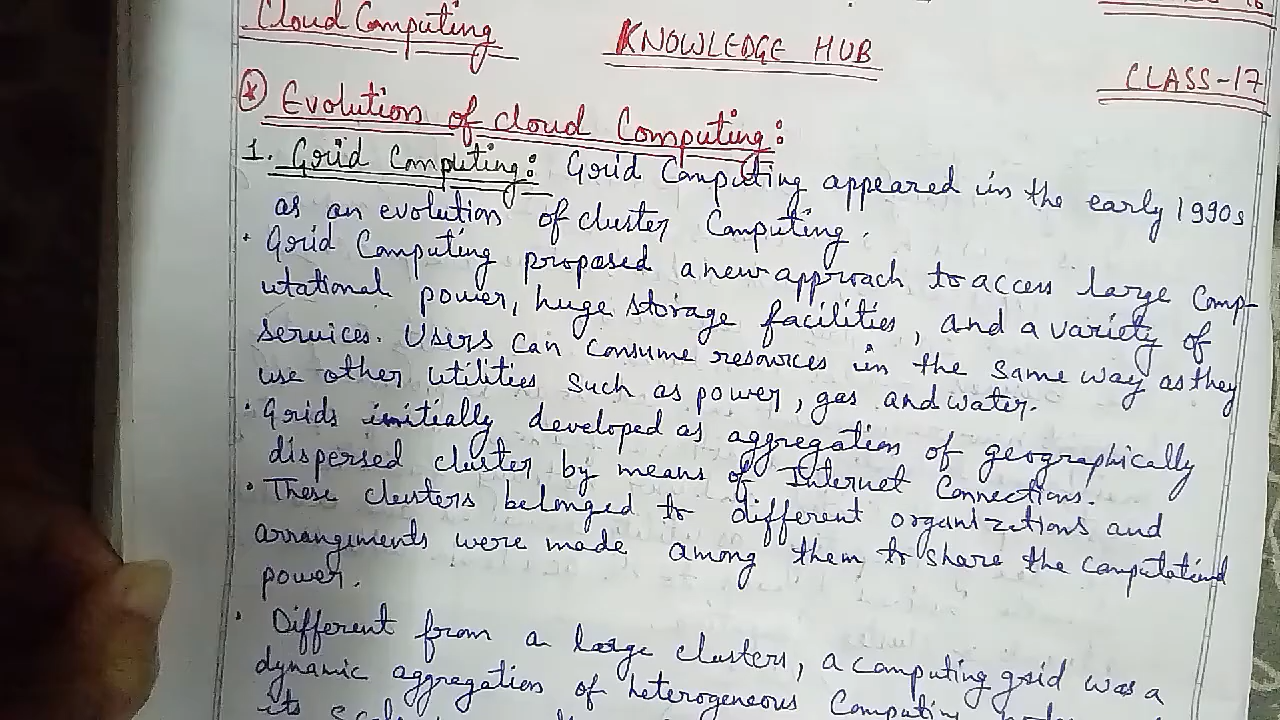 Cloud Computing
KNOWLEDGE HUB
CLASS-17
* Evolution of cloud Computing:
1. Grid Computing: Grid Computing appeared in the early 1990s
as an evolution of cluster Computing.
· Grid Computing proposed a new approach to access large Comp-
utational power, huge storage facilities, and a variety of
services. Users can consume resources in the same way as they
use other utilities such as power, gas and water.
· Grids initially developed as aggregation of geographically
dispersed cluster by means of Internet Connections.
· These clusters belonged to different organizations and
arrangements were made among them to share the computational
power.
· Different from a large clusters, a computing grid was a
dynamic aggregation of heterogeneous Computing
its